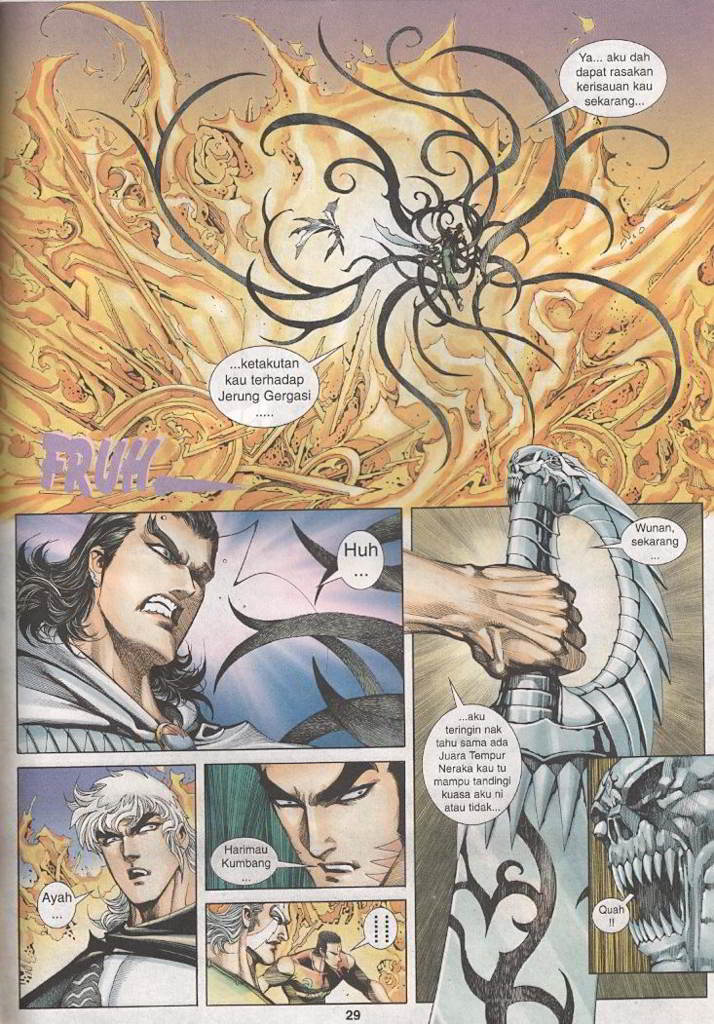 Ya... aku dah
dapat rasakan
kerisauan kau
sekarang...
...ketakutan
kau terhadap
Jerung Gergasi
.....
FRUH...
Huh
...
Wunan,
sekarang
...
...aku
teringin nak
tahu sama ada
Juara Tempur
Neraka kau tu
mampu tandingi
kuasa aku ni
atau tidak...
Ayah
...
Harimau
Kumbang
...
!!
Quah
!!
29